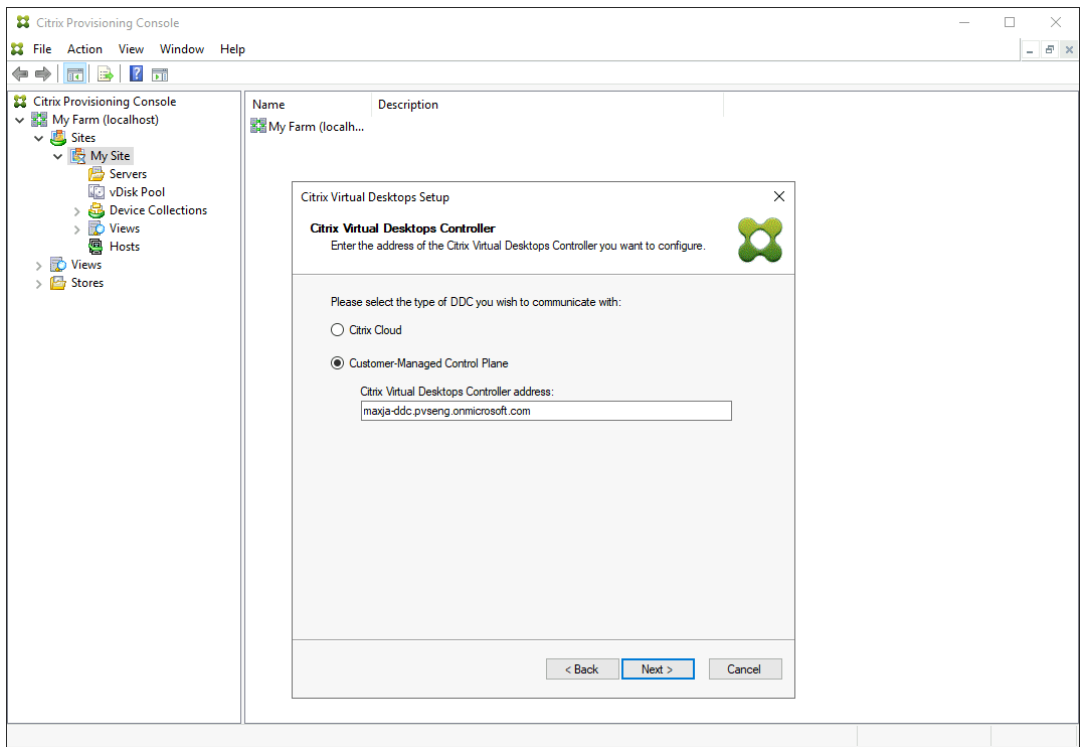 Citrix Provisioning Console
File Action View Window Help
Citrix Provisioning Console
My Farm (localhost)
Sites
My Site
Servers
vDisk Pool
Device Collections
Views
Hosts
Views
Stores
Name Description
My Farm (localh...
Citrix Virtual Desktops Setup
Citrix Virtual Desktops Controller
Enter the address of the Citrix Virtual Desktops Controller you want to configure.
Please select the type of DDC you wish to communicate with:
Citrix Cloud
Customer-Managed Control Plane
Citrix Virtual Desktops Controller address:
maxja-ddc.pvseng.onmicrosoft.com
< Back Next > Cancel